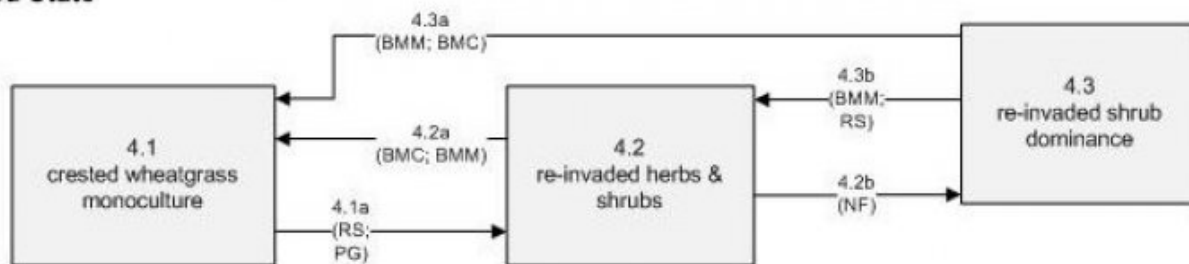 4.3a
(BMM; BMC)
4.1
crested wheatgrass
monoculture
4.2a
(BMC; BMM)
4.1a
(RS;
PG)
4.2
re-invaded herbs &
shrubs
4.3b
(BMM;
RS)
4.2b
(NF)
4.3
re-invaded shrub
dominance